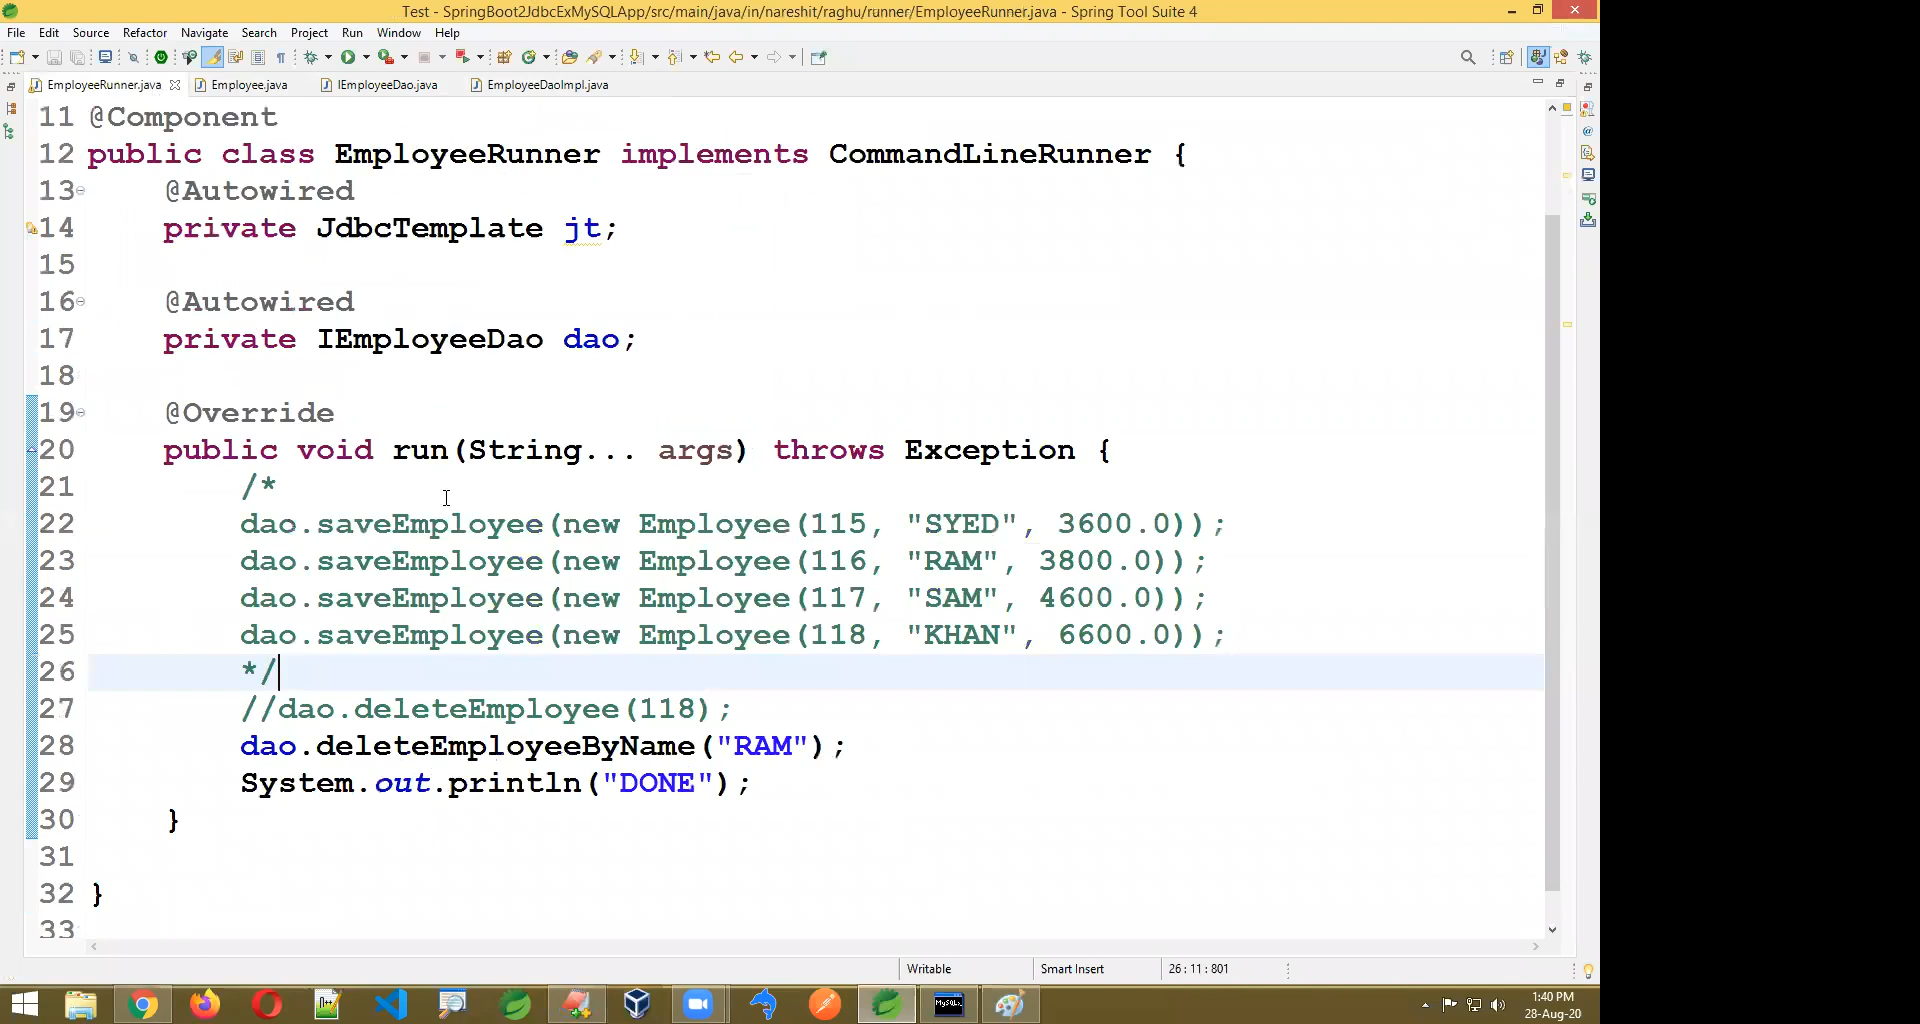 Test - SpringBoot2JdbcExMySQLApp/src/main/java/in/nareshit/raghu/runner/EmployeeRunner.java - Spring Tool Suite 4
File Edit Source Refactor Navigate Search Project Run Window Help
EmployeeRunner.java Employee.java IEmployeeDao.java EmployeeDaoImpl.java
11 @Component
12 public class EmployeeRunner implements CommandLineRunner {
13 @Autowired
14 private JdbcTemplate jt;
15
16 @Autowired
17 private IEmployeeDao dao;
18
19 @Override
20 public void run(String... args) throws Exception {
21 /*
22 dao.saveEmployee(new Employee(115, "SYED", 3600.0));
23 dao.saveEmployee(new Employee(116, "RAM", 3800.0));
24 dao.saveEmployee(new Employee(117, "SAM", 4600.0));
25 dao.saveEmployee(new Employee(118, "KHAN", 6600.0));
26 */
27 //dao.deleteEmployee(118);
28 dao.deleteEmployeeByName("RAM");
29 System.out.println("DONE");
30 }
31
32 }
33
Writable Smart Insert 26 : 11 : 801
1:40 PM
28-Aug-20